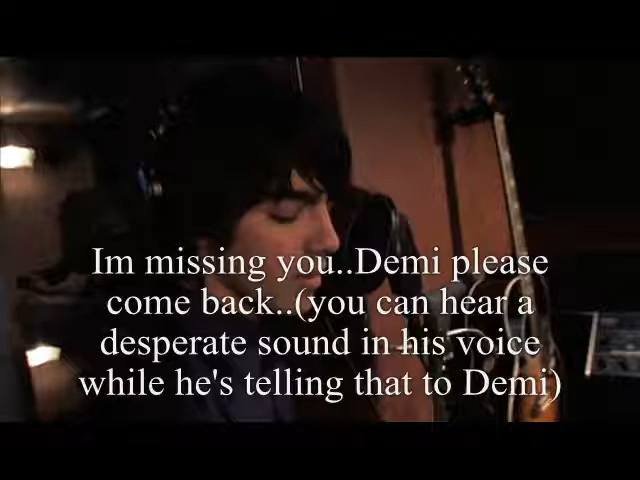 Im missing you..Demi please
come back..(you can hear a
desperate sound in his voice
while he's telling that to Demi)